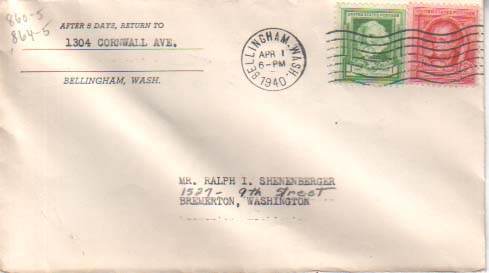 860-5
864-5
AFTER 8 DAYS, RETURN TO
1304 CORNWALL AVE.
BELLINGHAM, WASH.
BELLINGHAM, WASH.
APR 1
6-PM
1940
MR. RALPH I. SHENENBERGER
1527- 9th Street
BREMERTON, WASHINGTON